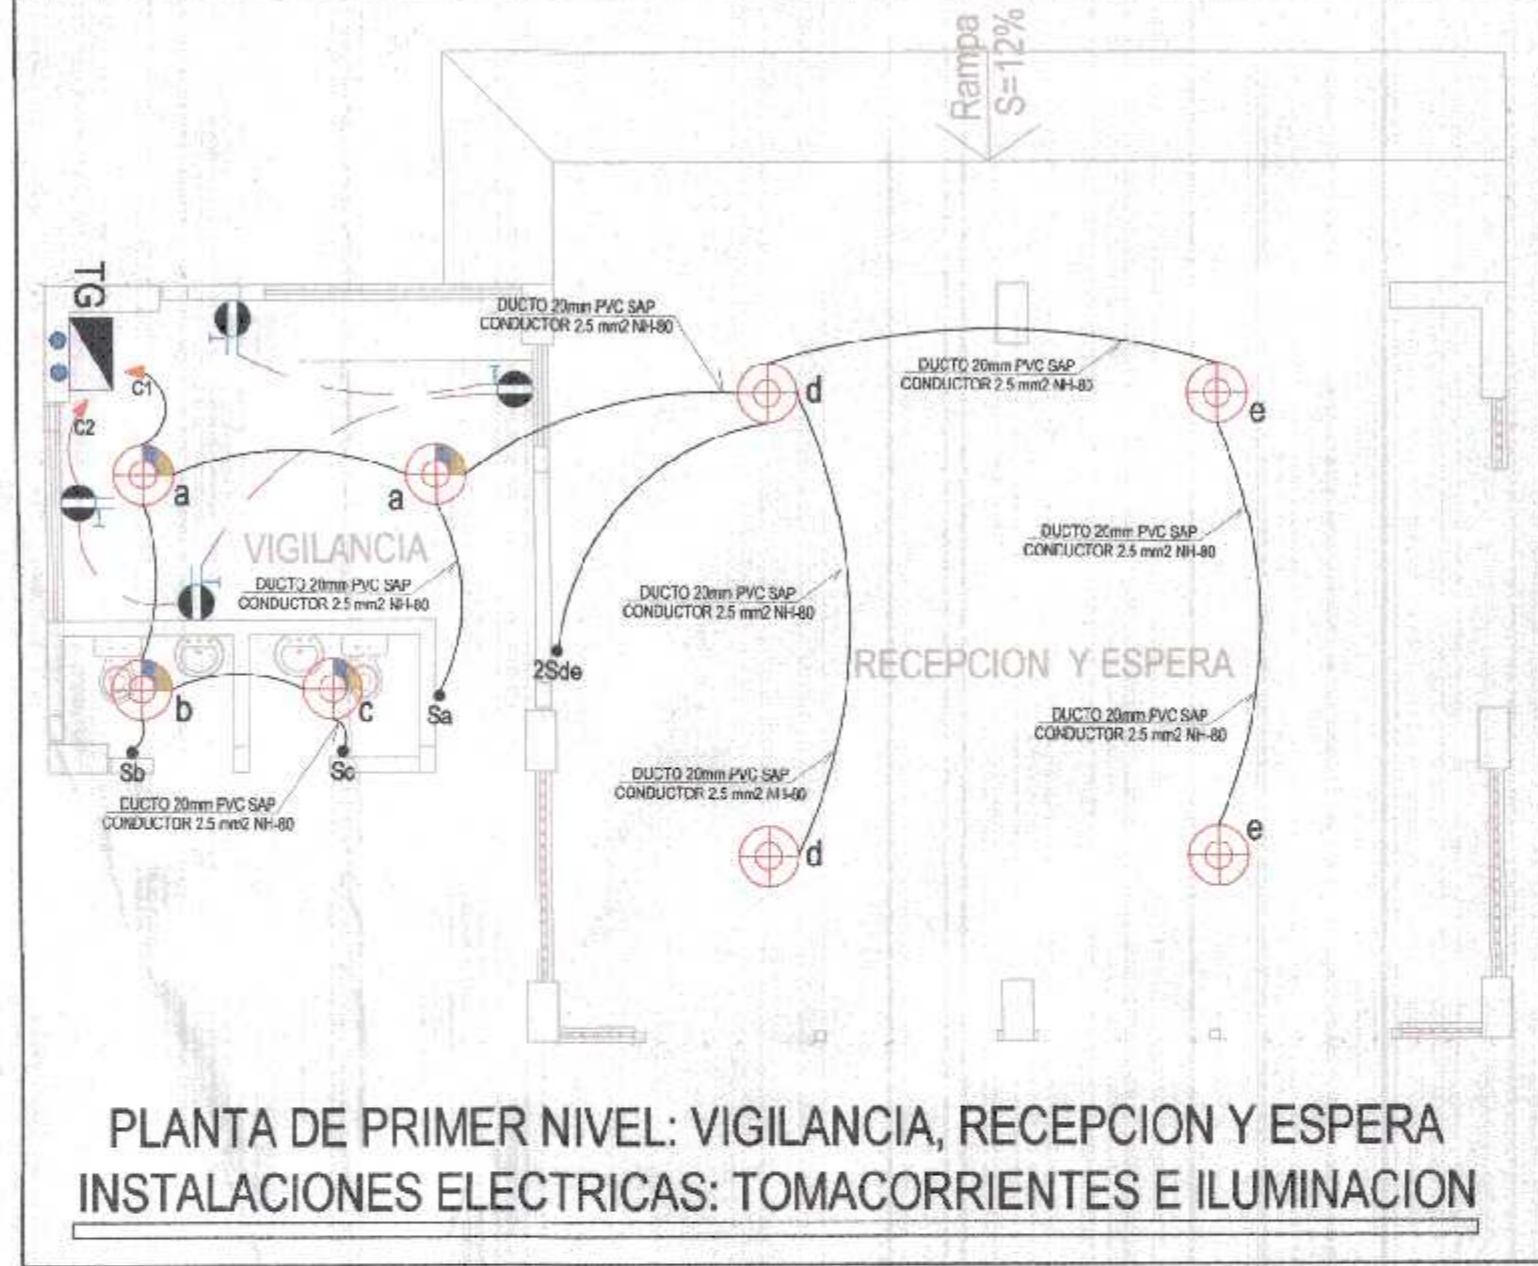 Rampa
S=12%
TG
DUCTO 20mm PVC SAP
CONDUCTOR 2.5 mm2 NH-80
DUCTO 20mm PVC SAP
CONDUCTOR 2.5 mm2 NH-80
C1
C2
d
e
a
a
VIGILANCIA
DUCTO 20mm PVC SAP
CONDUCTOR 2.5 mm2 NH-80
DUCTO 20mm PVC SAP
CONDUCTOR 2.5 mm2 NH-80
DUCTO 20mm PVC SAP
CONDUCTOR 2.5 mm2 NH-80
2Sde
RECEPCION Y ESPERA
b
c
Sa
DUCTO 20mm PVC SAP
CONDUCTOR 2.5 mm2 NH-80
Sb
Sc
DUCTO 20mm PVC SAP
CONDUCTOR 2.5 mm2 NH-80
DUCTO 20mm PVC SAP
CONDUCTOR 2.5 mm2 NH-80
d
e
PLANTA DE PRIMER NIVEL: VIGILANCIA, RECEPCION Y ESPERA
INSTALACIONES ELECTRICAS: TOMACORRIENTES E ILUMINACION